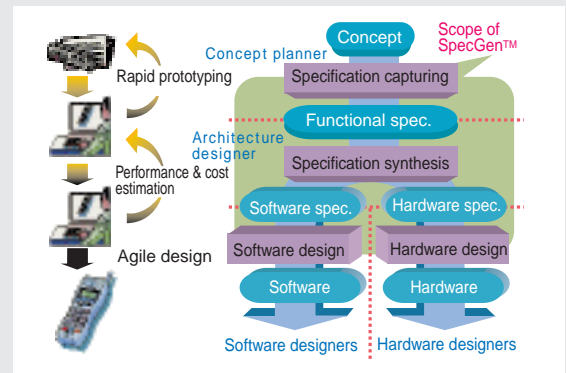 Concept
Scope of
SpecGen™
Concept planner
Rapid prototyping
Specification capturing
Functional spec.
Architecture
designer
Specification synthesis
Performance & cost
estimation
Software spec.
Hardware spec.
Agile design
Software design
Hardware design
Software
Hardware
Software designers
Hardware designers